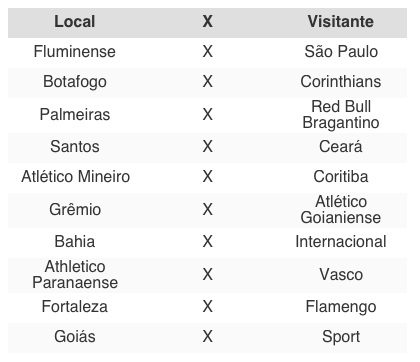 Local X Visitante
Fluminense X São Paulo
Botafogo X Corinthians
Palmeiras X Red Bull
Bragantino
Santos X Ceará
Atlético Mineiro X Coritiba
Grêmio X Atlético
Goianiense
Bahia X Internacional
Athletico
Paranaense X Vasco
Fortaleza X Flamengo
Goiás X Sport